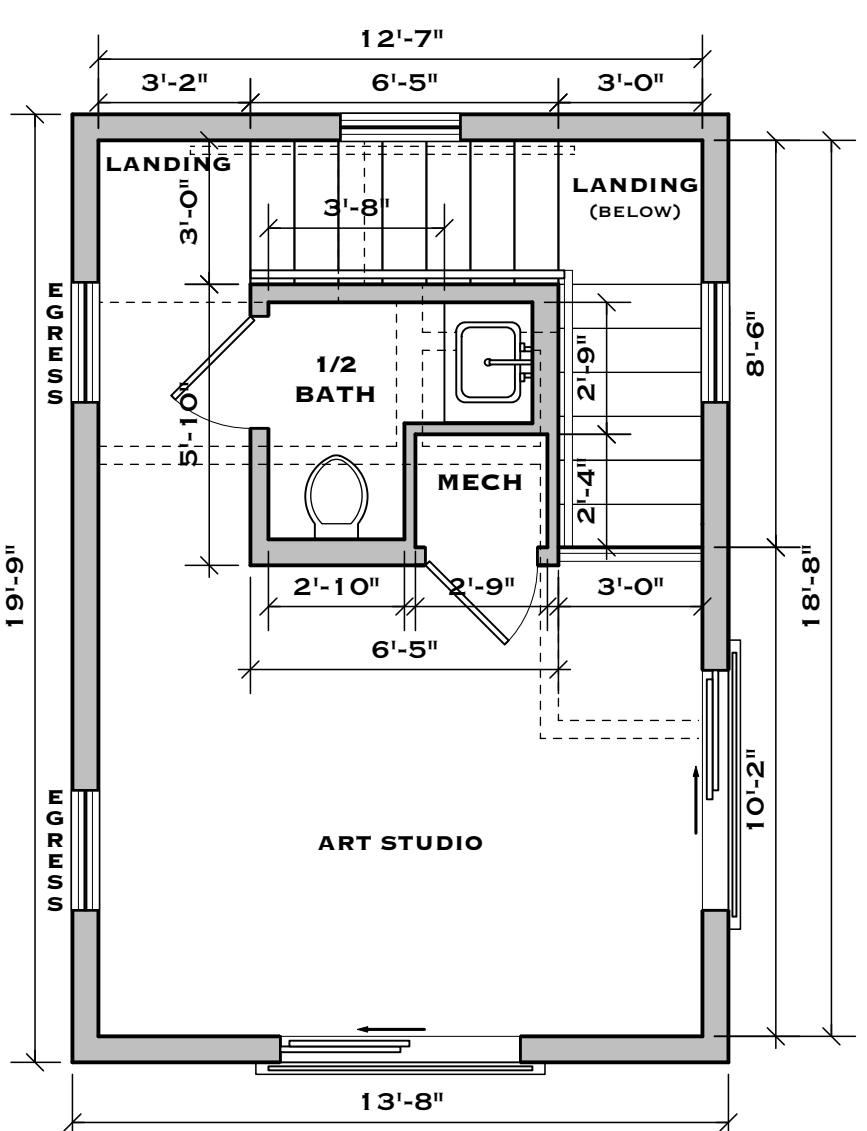 12'-7"
3'-2"
6'-5"
3'-0"
LANDING
LANDING
(BELOW)
3'-0"
3'-8"
EGRESS
8'-6"
2'-9"
1/2
BATH
5'-10"
MECH
2'-4"
19'-9"
18'-8"
2'-10"
2'-9"
3'-0"
6'-5"
10'-2"
EGRESS
ART STUDIO
13'-8"